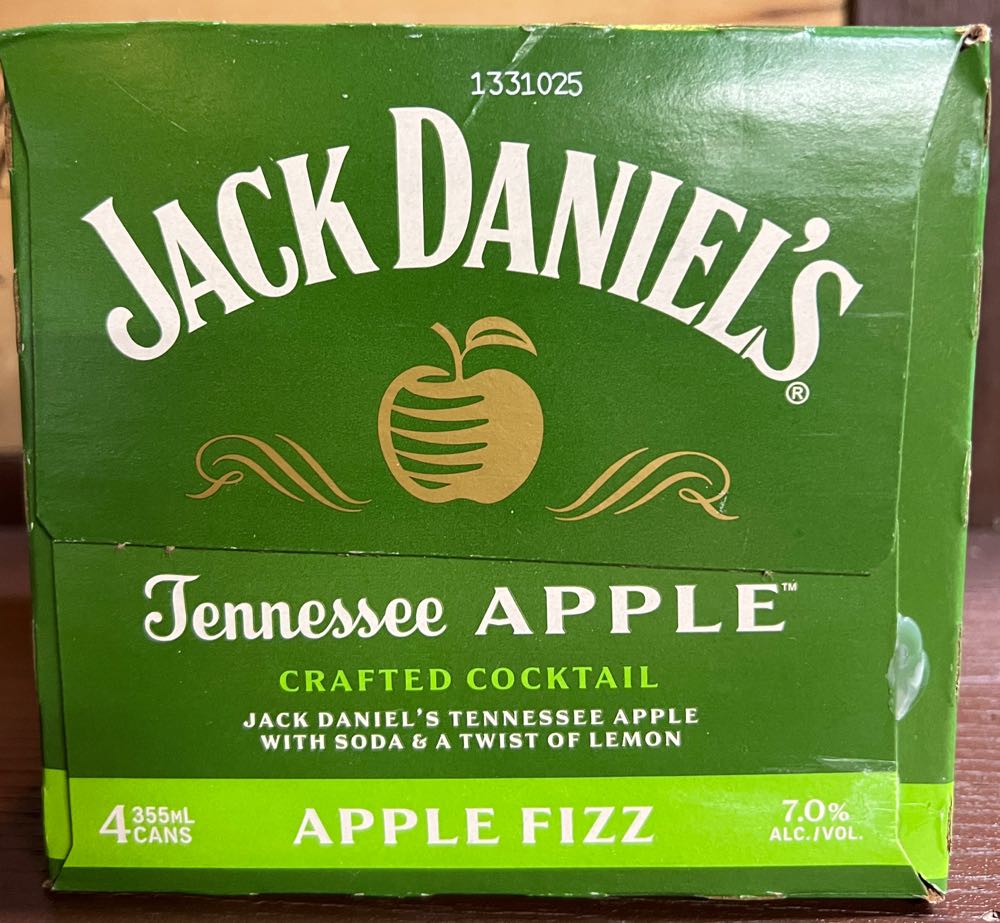 1331025
JACK DANIEL'S®
Tennessee APPLE™
CRAFTED COCKTAIL
JACK DANIEL'S TENNESSEE APPLE
WITH SODA & A TWIST OF LEMON
4 355ML CANS
APPLE FIZZ
7.0%
ALC./VOL.